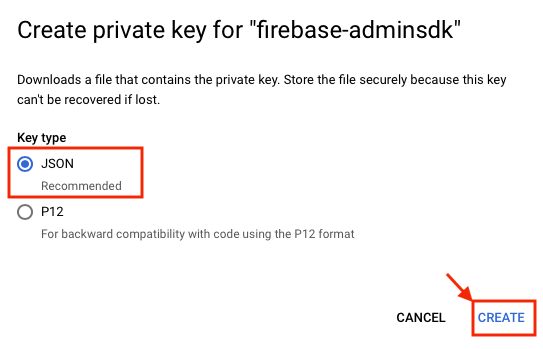 Create private key for "firebase-adminsdk"
Downloads a file that contains the private key. Store the file securely because this key
can't be recovered if lost.
Key type
JSON
Recommended
P12
For backward compatibility with code using the P12 format
CANCEL
CREATE